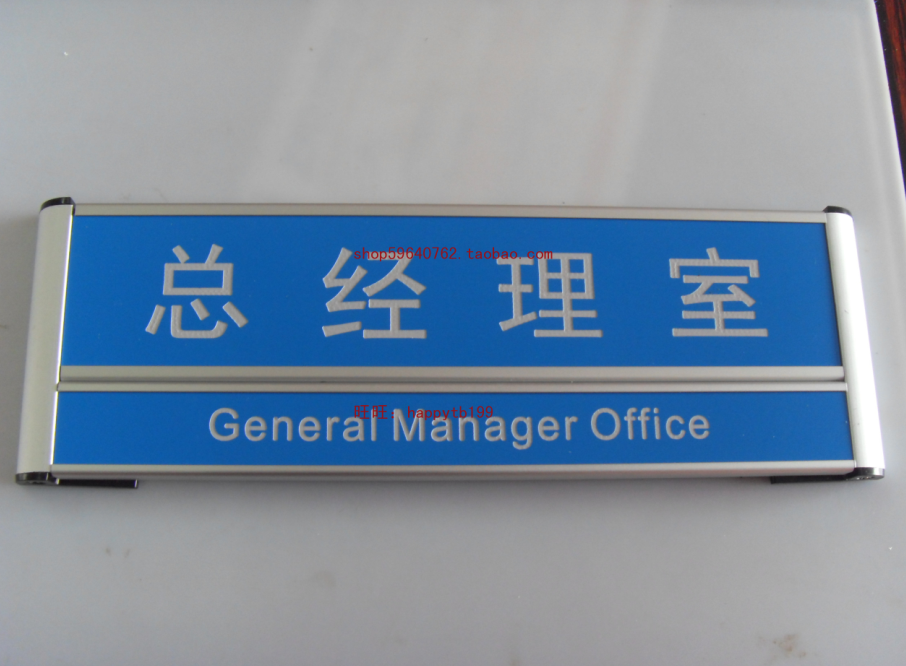 shop59640762.taobao.com
总经理室
旺旺：happytb199
General Manager Office